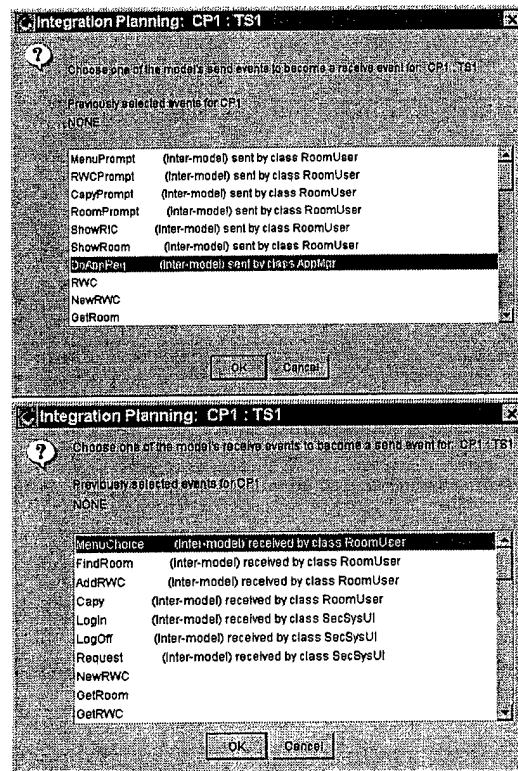 Integration Planning: CP1 : TS1
Choose one of the model's send events to become a receive event for: CP1 : TS1
Previously selected events for CP1
NONE
MenuPrompt (Inter-model) sent by class RoomUser
RWCPrompt (Inter-model) sent by class RoomUser
CapyPrompt (Inter-model) sent by class RoomUser
RoomPrompt (Inter-model) sent by class RoomUser
ShowRIC (Inter-model) sent by class RoomUser
ShowRoom (Inter-model) sent by class RoomUser
DoAppReq (Inter-model) sent by class AppMgr
RWC
NewRWC
GetRoom
OK Cancel
Integration Planning: CP1 : TS1
Choose one of the model's receive events to become a send event for: CP1 : TS1
Previously selected events for CP1
NONE
MenuChoice (Inter-model) received by class RoomUser
FindRoom (Inter-model) received by class RoomUser
AddRWC (Inter-model) received by class RoomUser
Capy (Inter-model) received by class RoomUser
LogIn (Inter-model) received by class SecSysUI
LogOff (Inter-model) received by class SecSysUI
Request (Inter-model) received by class SecSysUI
NewRWC
GetRoom
GetRWC
OK Cancel